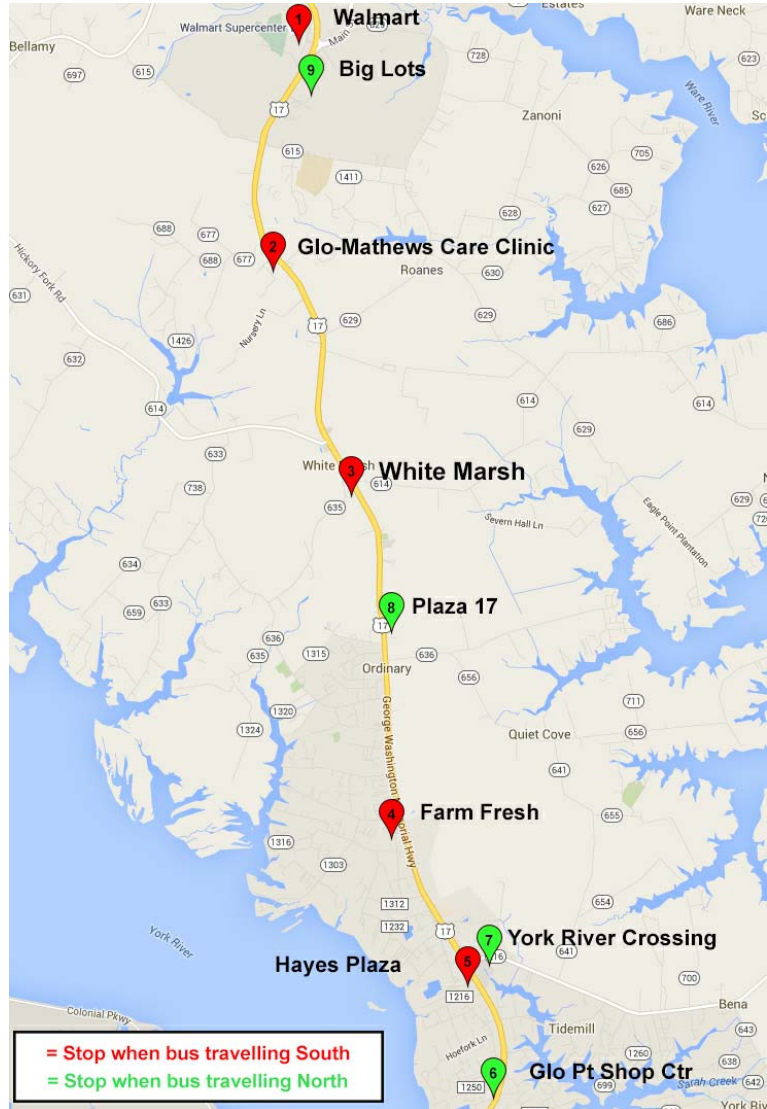 Estates
Ware Neck
1
Walmart
Walmart Supercenter
Main
629
Bellamy
697
615
9
Big Lots
728
623
Ware River
17
Zanoni
615
1411
626
705
685
627
628
688
677
2
Glo-Mathews Care Clinic
688
677
Roanes
630
Hickory Fork Rd
631
Nursery Ln
17
629
629
686
1426
632
614
614
614
629
633
White
3
White Marsh
614
738
635
Severn Hall Ln
Eagle Point Plantation
629
634
633
659
8
Plaza 17
17
636
635
1315
Ordinary
636
656
1320
1324
711
Quiet Cove
656
George Washington
orial Hwy
641
4
Farm Fresh
655
1316
1303
1312
654
1232
York River
17
7
York River Crossing
641
Hayes Plaza
5
700
1216
Bena
Colonial Pkwy
Tidemill
643
Hoefork Ln
1260
638
= Stop when bus travelling South
6
Glo Pt Shop Ctr
= Stop when bus travelling North
1250
699
Sarah Creek
642
York Riv